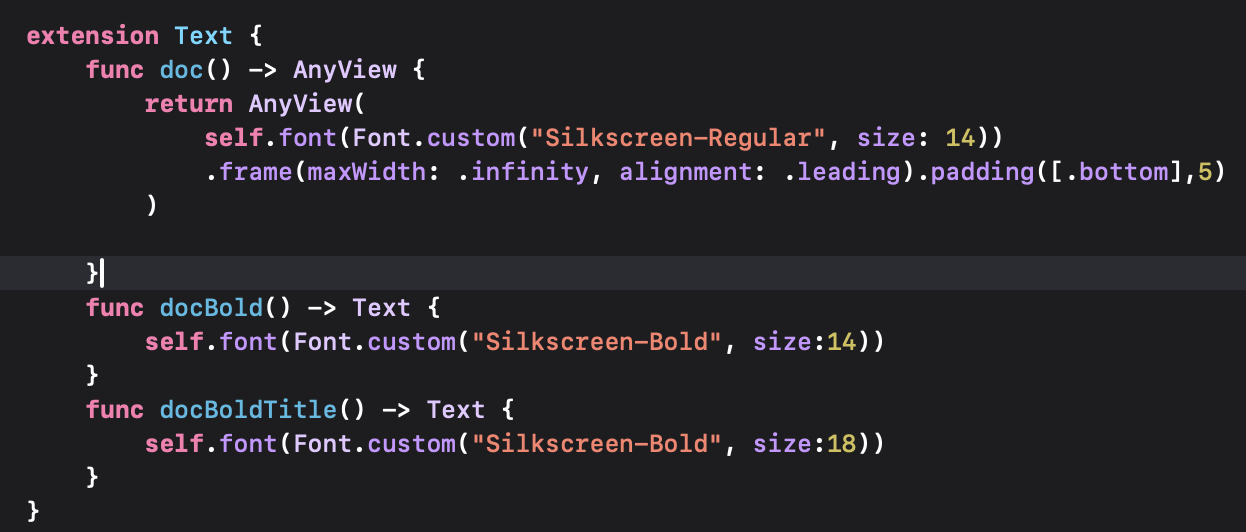 extension Text {
    func doc() -> AnyView {
        return AnyView(
            self.font(Font.custom("Silkscreen-Regular", size: 14))
            .frame(maxWidth: .infinity, alignment: .leading).padding([.bottom],5)
        )

    }
    func docBold() -> Text {
        self.font(Font.custom("Silkscreen-Bold", size:14))
    }
    func docBoldTitle() -> Text {
        self.font(Font.custom("Silkscreen-Bold", size:18))
    }
}